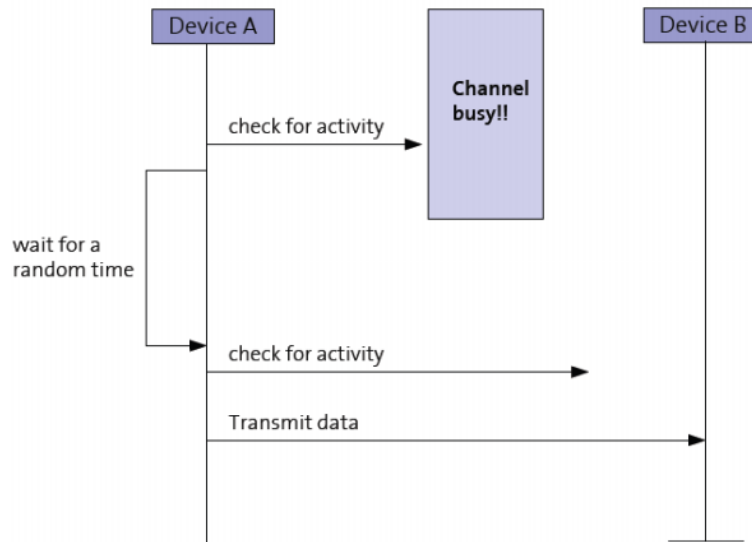 Device A
Device B
Channel
busy!!
check for activity
wait for a
random time
check for activity
Transmit data